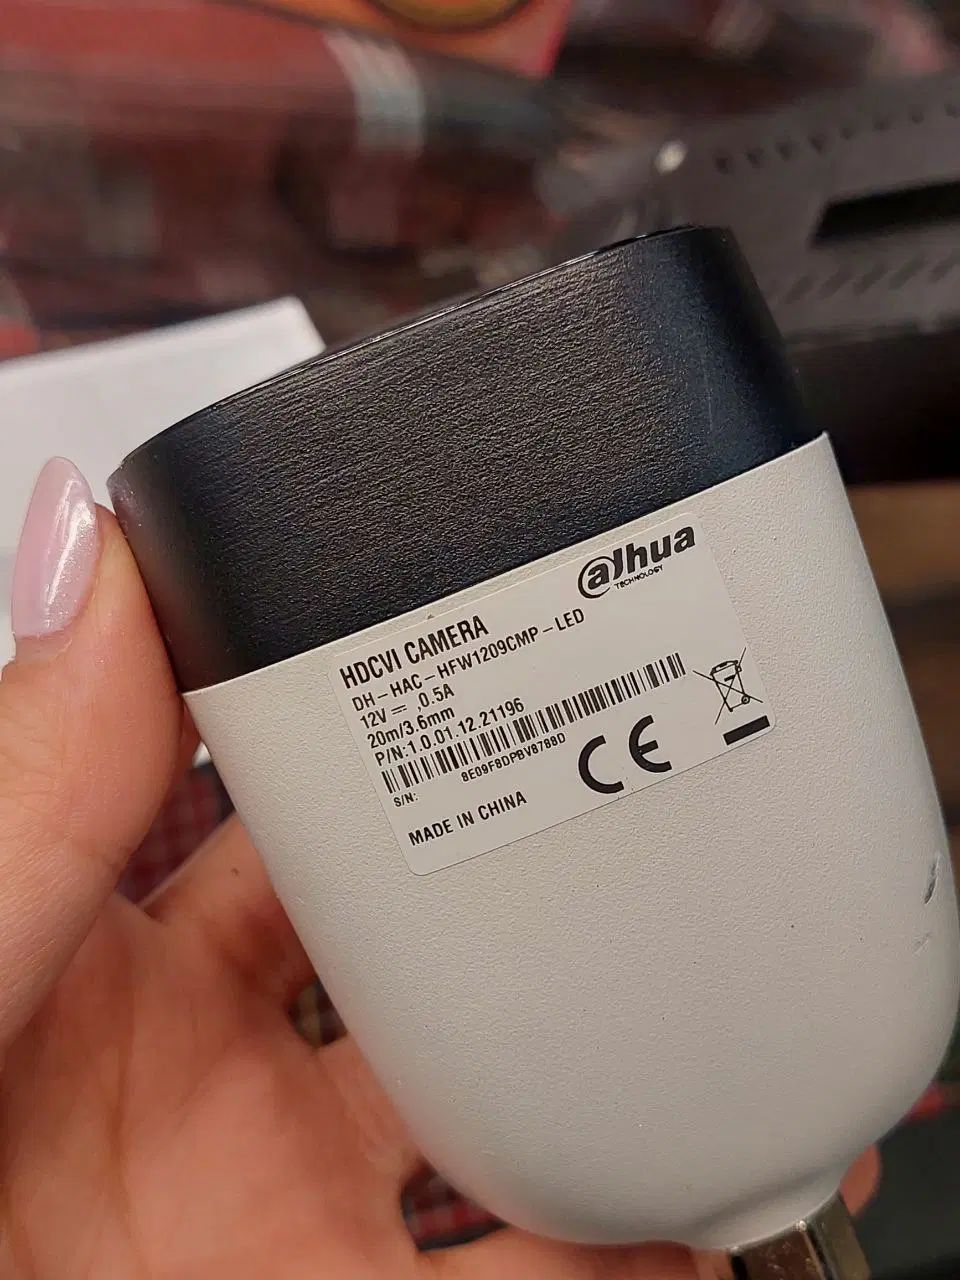 alhua
TECHNOLOGY
HDCVI CAMERA
DH-HAC-HFW1209CMP-LED
12V⎓,0.5A
20m/3.6mm
P/N:1.0.01.12.21196
S/N: 8E09F8DPBV8788D
CE
MADE IN CHINA